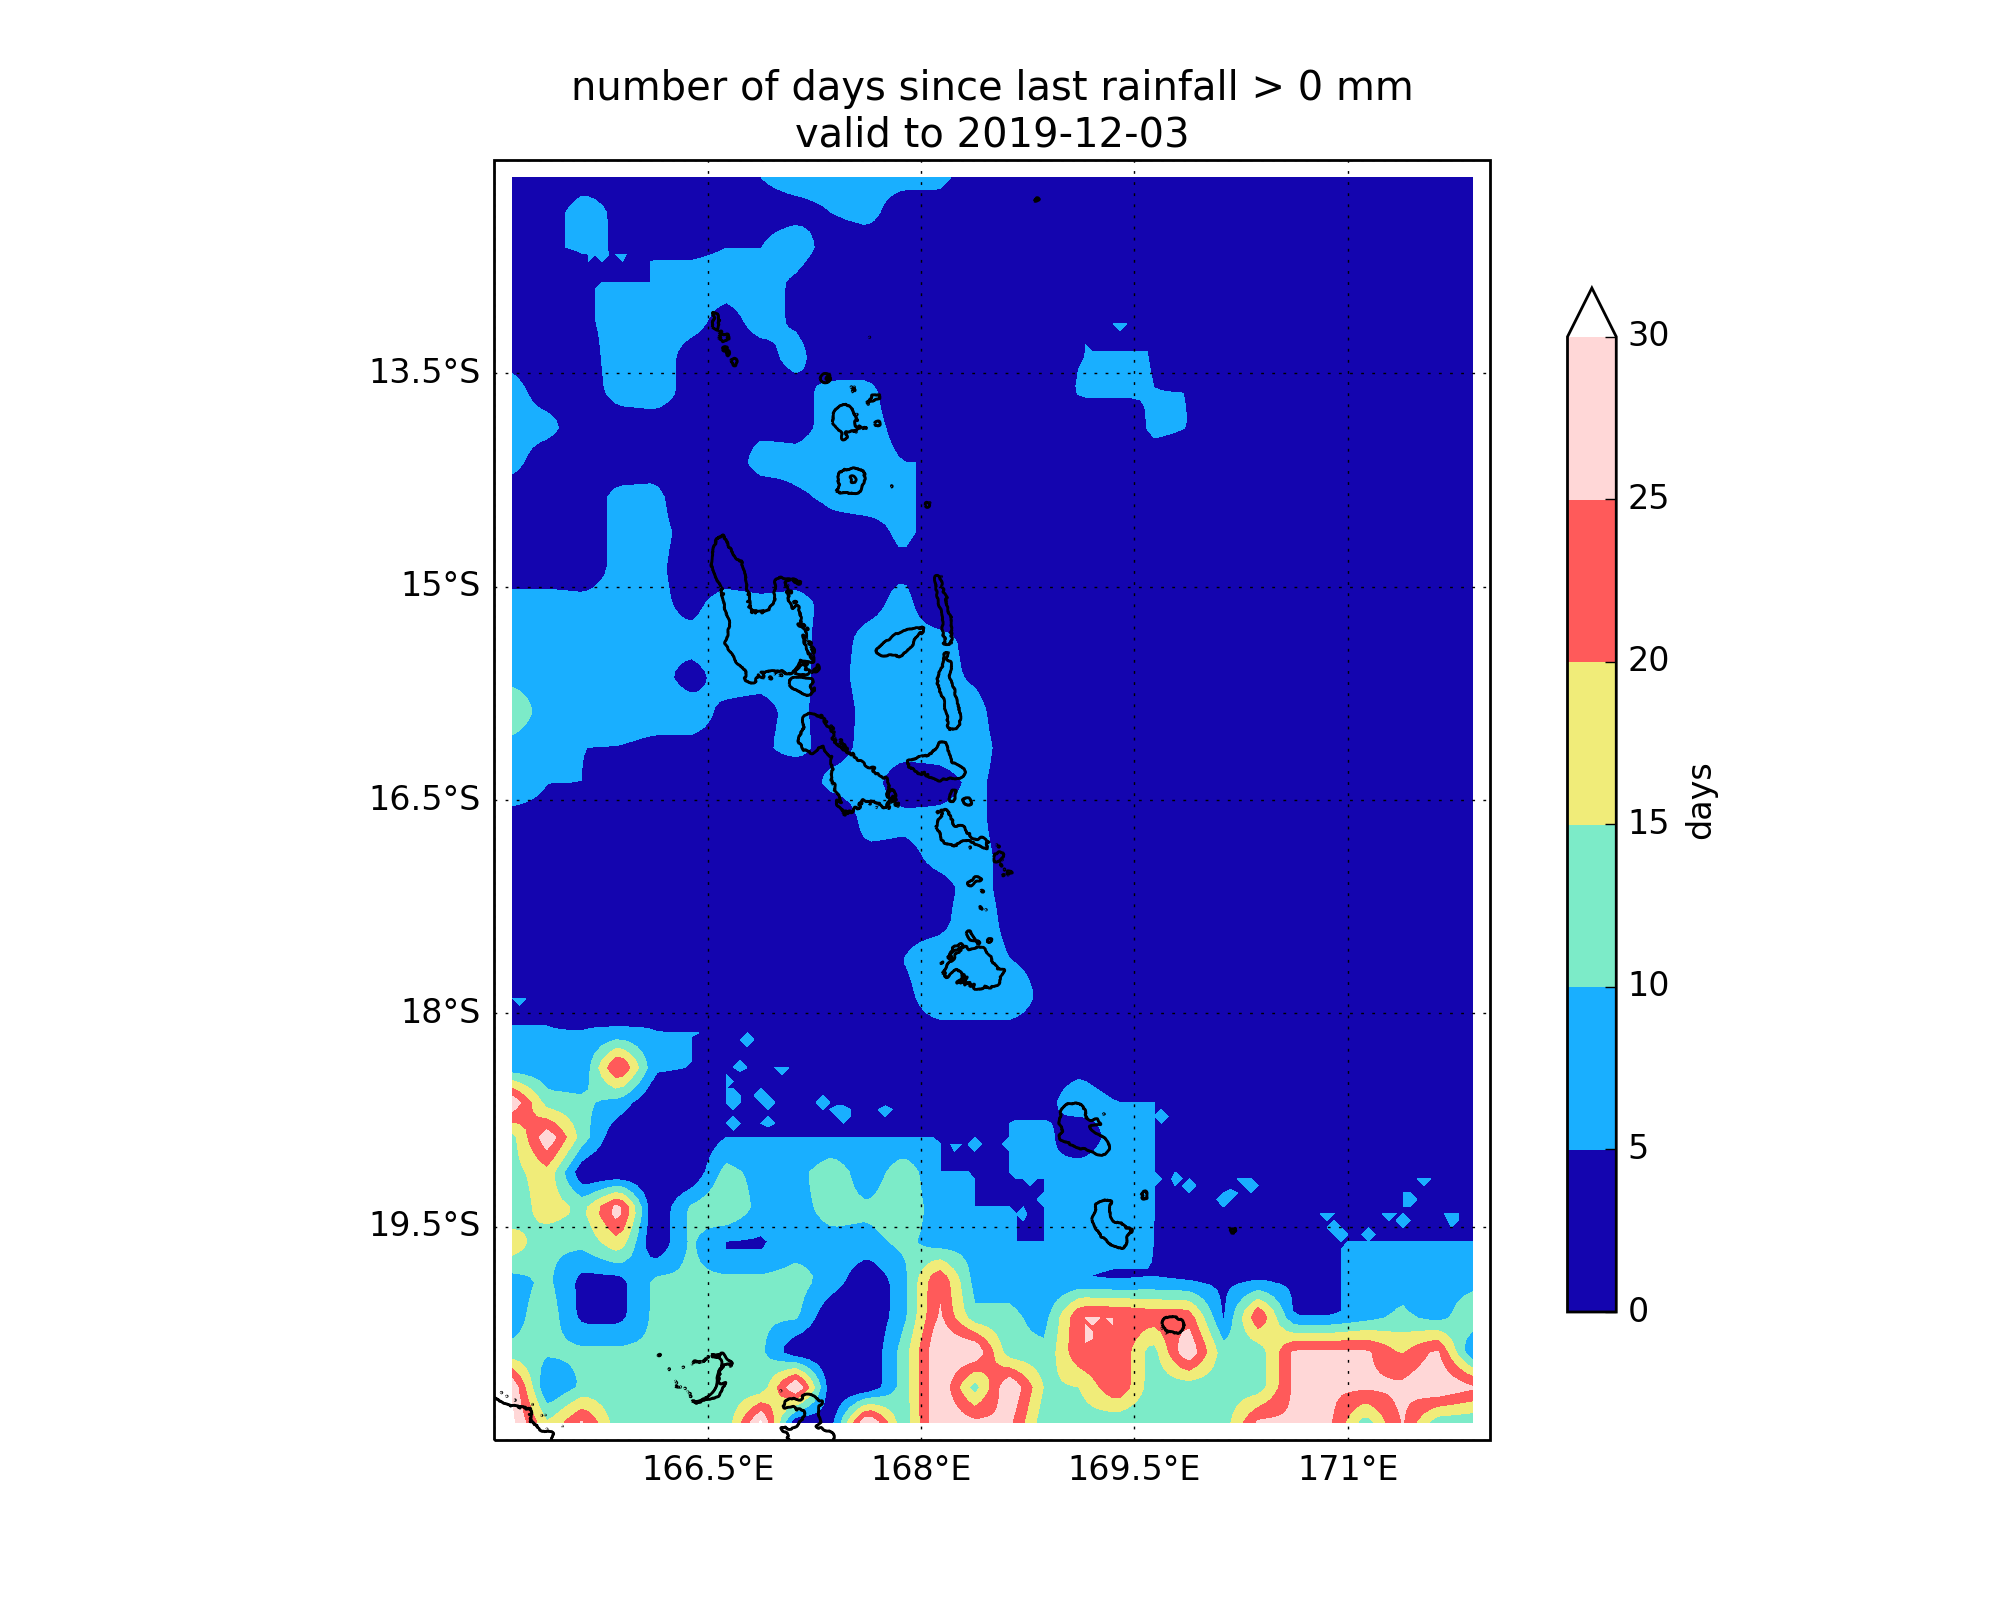 number of days since last rainfall > 0 mm
valid to 2019-12-03
13.5°S
15°S
16.5°S
18°S
19.5°S
166.5°E
168°E
169.5°E
171°E
30
25
20
15
10
5
0
days